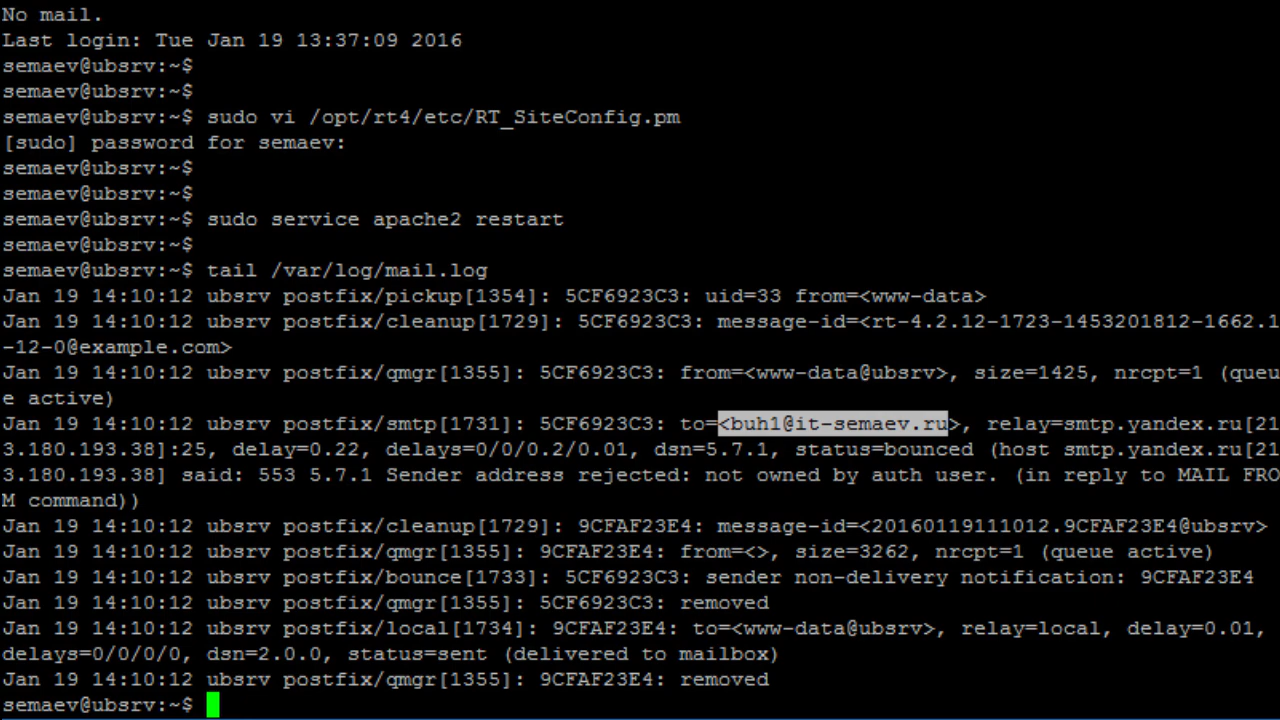 No mail.
Last login: Tue Jan 19 13:37:09 2016
semaev@ubsrv:~$
semaev@ubsrv:~$
semaev@ubsrv:~$ sudo vi /opt/rt4/etc/RT_SiteConfig.pm
[sudo] password for semaev:
semaev@ubsrv:~$
semaev@ubsrv:~$
semaev@ubsrv:~$ sudo service apache2 restart
semaev@ubsrv:~$
semaev@ubsrv:~$ tail /var/log/mail.log
Jan 19 14:10:12 ubsrv postfix/pickup[1354]: 5CF6923C3: uid=33 from=<www-data>
Jan 19 14:10:12 ubsrv postfix/cleanup[1729]: 5CF6923C3: message-id=<rt-4.2.12-1723-1453201812-1662.1
-12-0@example.com>
Jan 19 14:10:12 ubsrv postfix/qmgr[1355]: 5CF6923C3: from=<www-data@ubsrv>, size=1425, nrcpt=1 (queu
e active)
Jan 19 14:10:12 ubsrv postfix/smtp[1731]: 5CF6923C3: to=<buh1@it-semaev.ru>, relay=smtp.yandex.ru[21
3.180.193.38]:25, delay=0.22, delays=0/0/0.2/0.01, dsn=5.7.1, status=bounced (host smtp.yandex.ru[21
3.180.193.38] said: 553 5.7.1 Sender address rejected: not owned by auth user. (in reply to MAIL FRO
M command))
Jan 19 14:10:12 ubsrv postfix/cleanup[1729]: 9CFAF23E4: message-id=<20160119111012.9CFAF23E4@ubsrv>
Jan 19 14:10:12 ubsrv postfix/qmgr[1355]: 9CFAF23E4: from=<>, size=3262, nrcpt=1 (queue active)
Jan 19 14:10:12 ubsrv postfix/bounce[1733]: 5CF6923C3: sender non-delivery notification: 9CFAF23E4
Jan 19 14:10:12 ubsrv postfix/qmgr[1355]: 5CF6923C3: removed
Jan 19 14:10:12 ubsrv postfix/local[1734]: 9CFAF23E4: to=<www-data@ubsrv>, relay=local, delay=0.01,
delays=0/0/0/0, dsn=2.0.0, status=sent (delivered to mailbox)
Jan 19 14:10:12 ubsrv postfix/qmgr[1355]: 9CFAF23E4: removed
semaev@ubsrv:~$